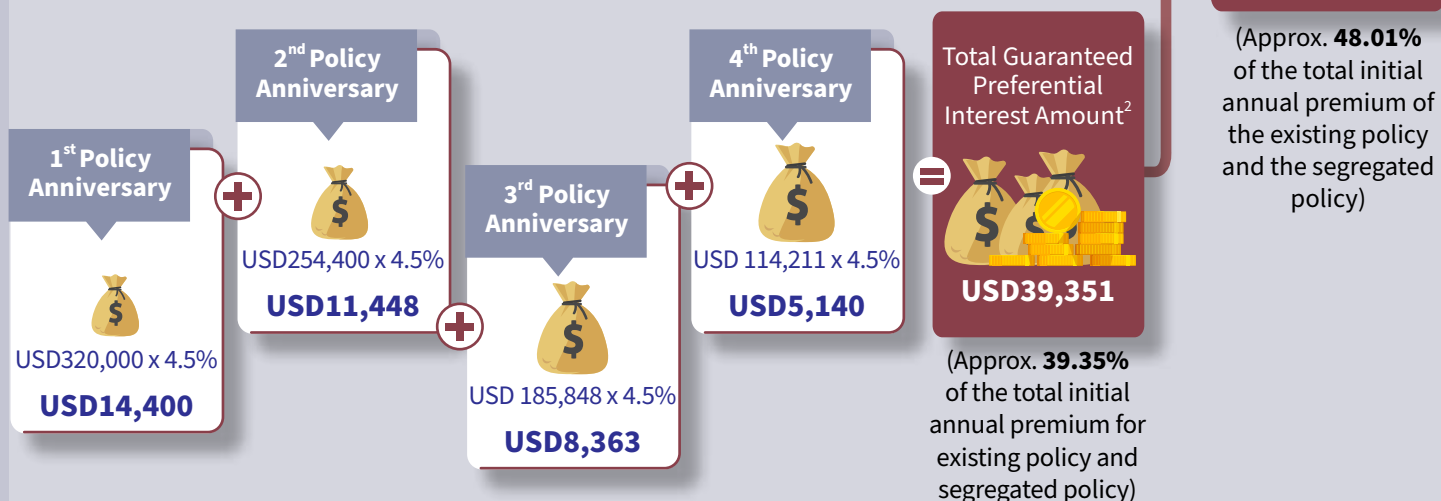 1st Policy
Anniversary
USD320,000 x 4.5%
USD14,400
2nd Policy
Anniversary
USD254,400 x 4.5%
USD11,448
3rd Policy
Anniversary
USD 185,848 x 4.5%
USD8,363
4th Policy
Anniversary
USD 114,211 x 4.5%
USD5,140
Total Guaranteed
Preferential
Interest Amount2
USD39,351
(Approx. 39.35%
of the total initial
annual premium for
existing policy and
segregated policy)
(Approx. 48.01%
of the total initial
annual premium of
the existing policy
and the segregated
policy)